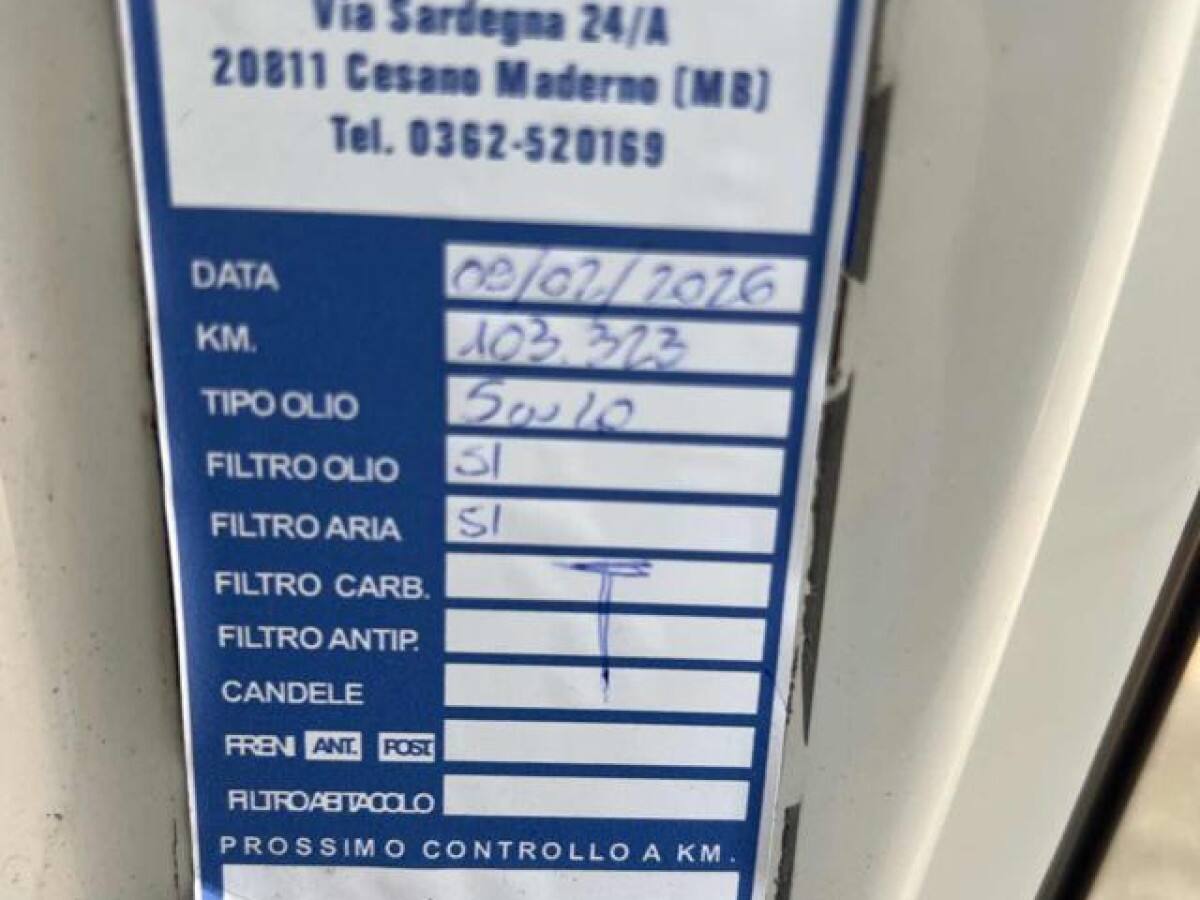 Via Sardegna 24/A
20811 Cesano Maderno (MB)
Tel. 0362-520169
DATA 09/02/2026
KM. 103.323
TIPO OLIO 5W40
FILTRO OLIO SI
FILTRO ARIA SI
FILTRO CARB.
FILTRO ANTIP.
CANDELE
FRENI ANT. POST.
FILTRO ABITACOLO
PROSSIMO CONTROLLO A KM.